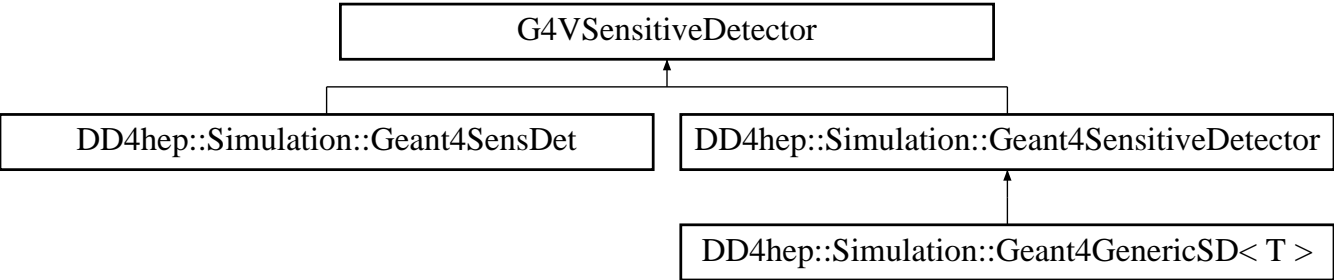 G4VSensitiveDetector
DD4hep::Simulation::Geant4SensDet
DD4hep::Simulation::Geant4SensitiveDetector
DD4hep::Simulation::Geant4GenericSD< T >